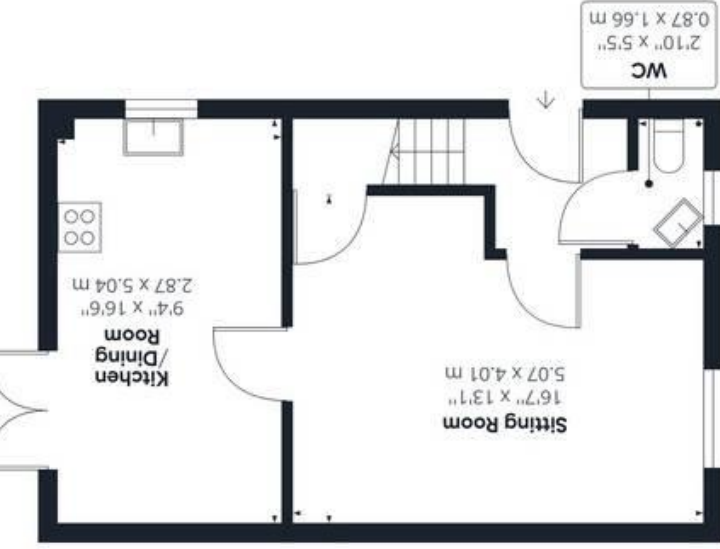 Sitting Room
16'7" x 13'1"
5.07 x 4.01 m
Kitchen
/Dining
Room
9'4" x 16'6"
2.87 x 5.04 m
WC
2'10" x 5'5"
0.87 x 1.66 m